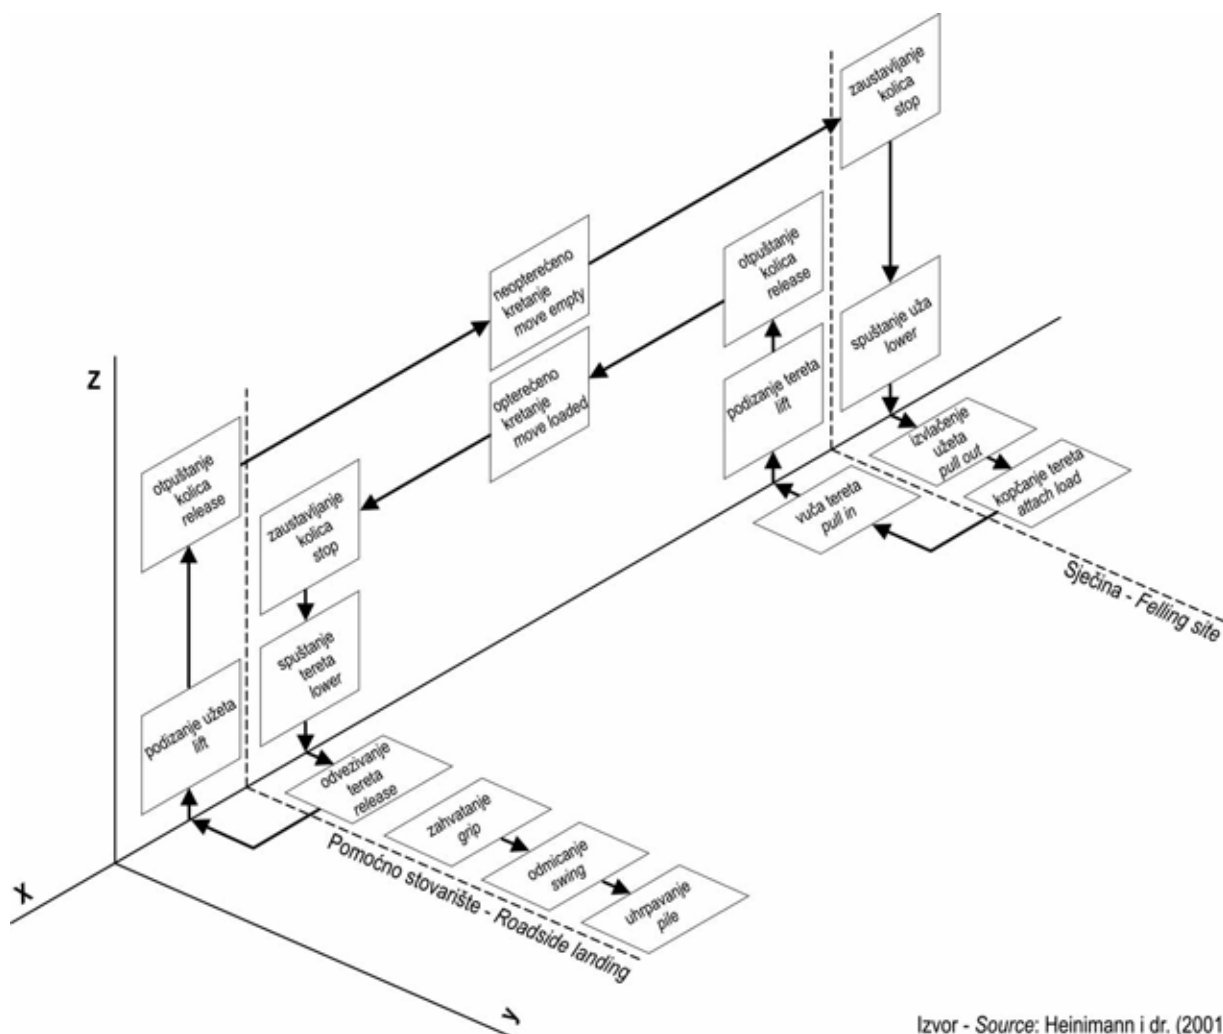 zaustavljanje
kolica
stop
neopterećeno
kretanje
move empty
otpuštanje
kolica
release
spuštanje uža
lower
Z
opterećeno
kretanje
move loaded
podizanje tereta
lift
otpuštanje
kolica
release
izvlačenje
užeta
pull out
kopčanje tereta
attach load
zaustavljanje
kolica
stop
vuča tereta
pull in
Sječina - Felling site
spuštanje
tereta
lower
podizanje užeta
lift
odvezivanje
tereta
release
zahvatanje
grip
odmicanje
swing
uhrpavanje
pile
Pomoćno stovarište - Roadside landing
X
y
Izvor - Source: Heinimann i dr. (2001